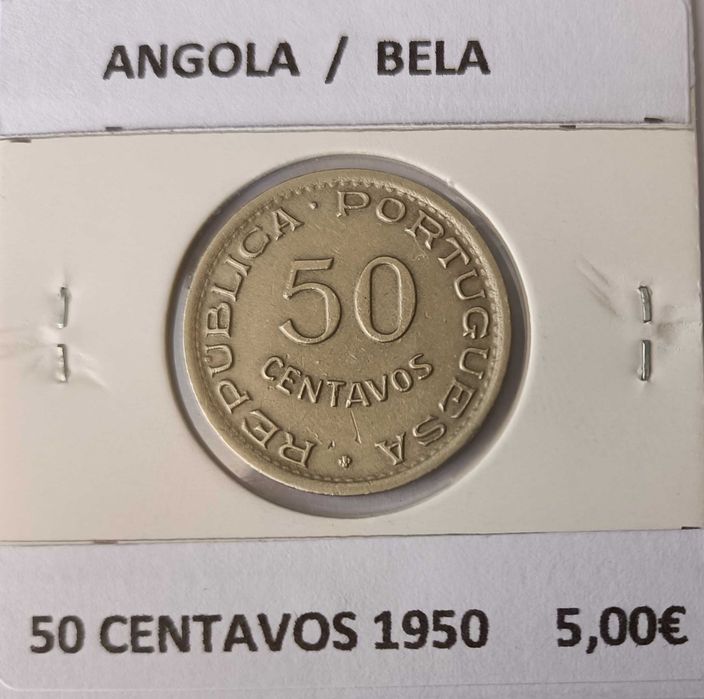 ANGOLA / BELA
REPUBLICA · PORTUGUESA
50
CENTAVOS
50 CENTAVOS 1950 5,00€